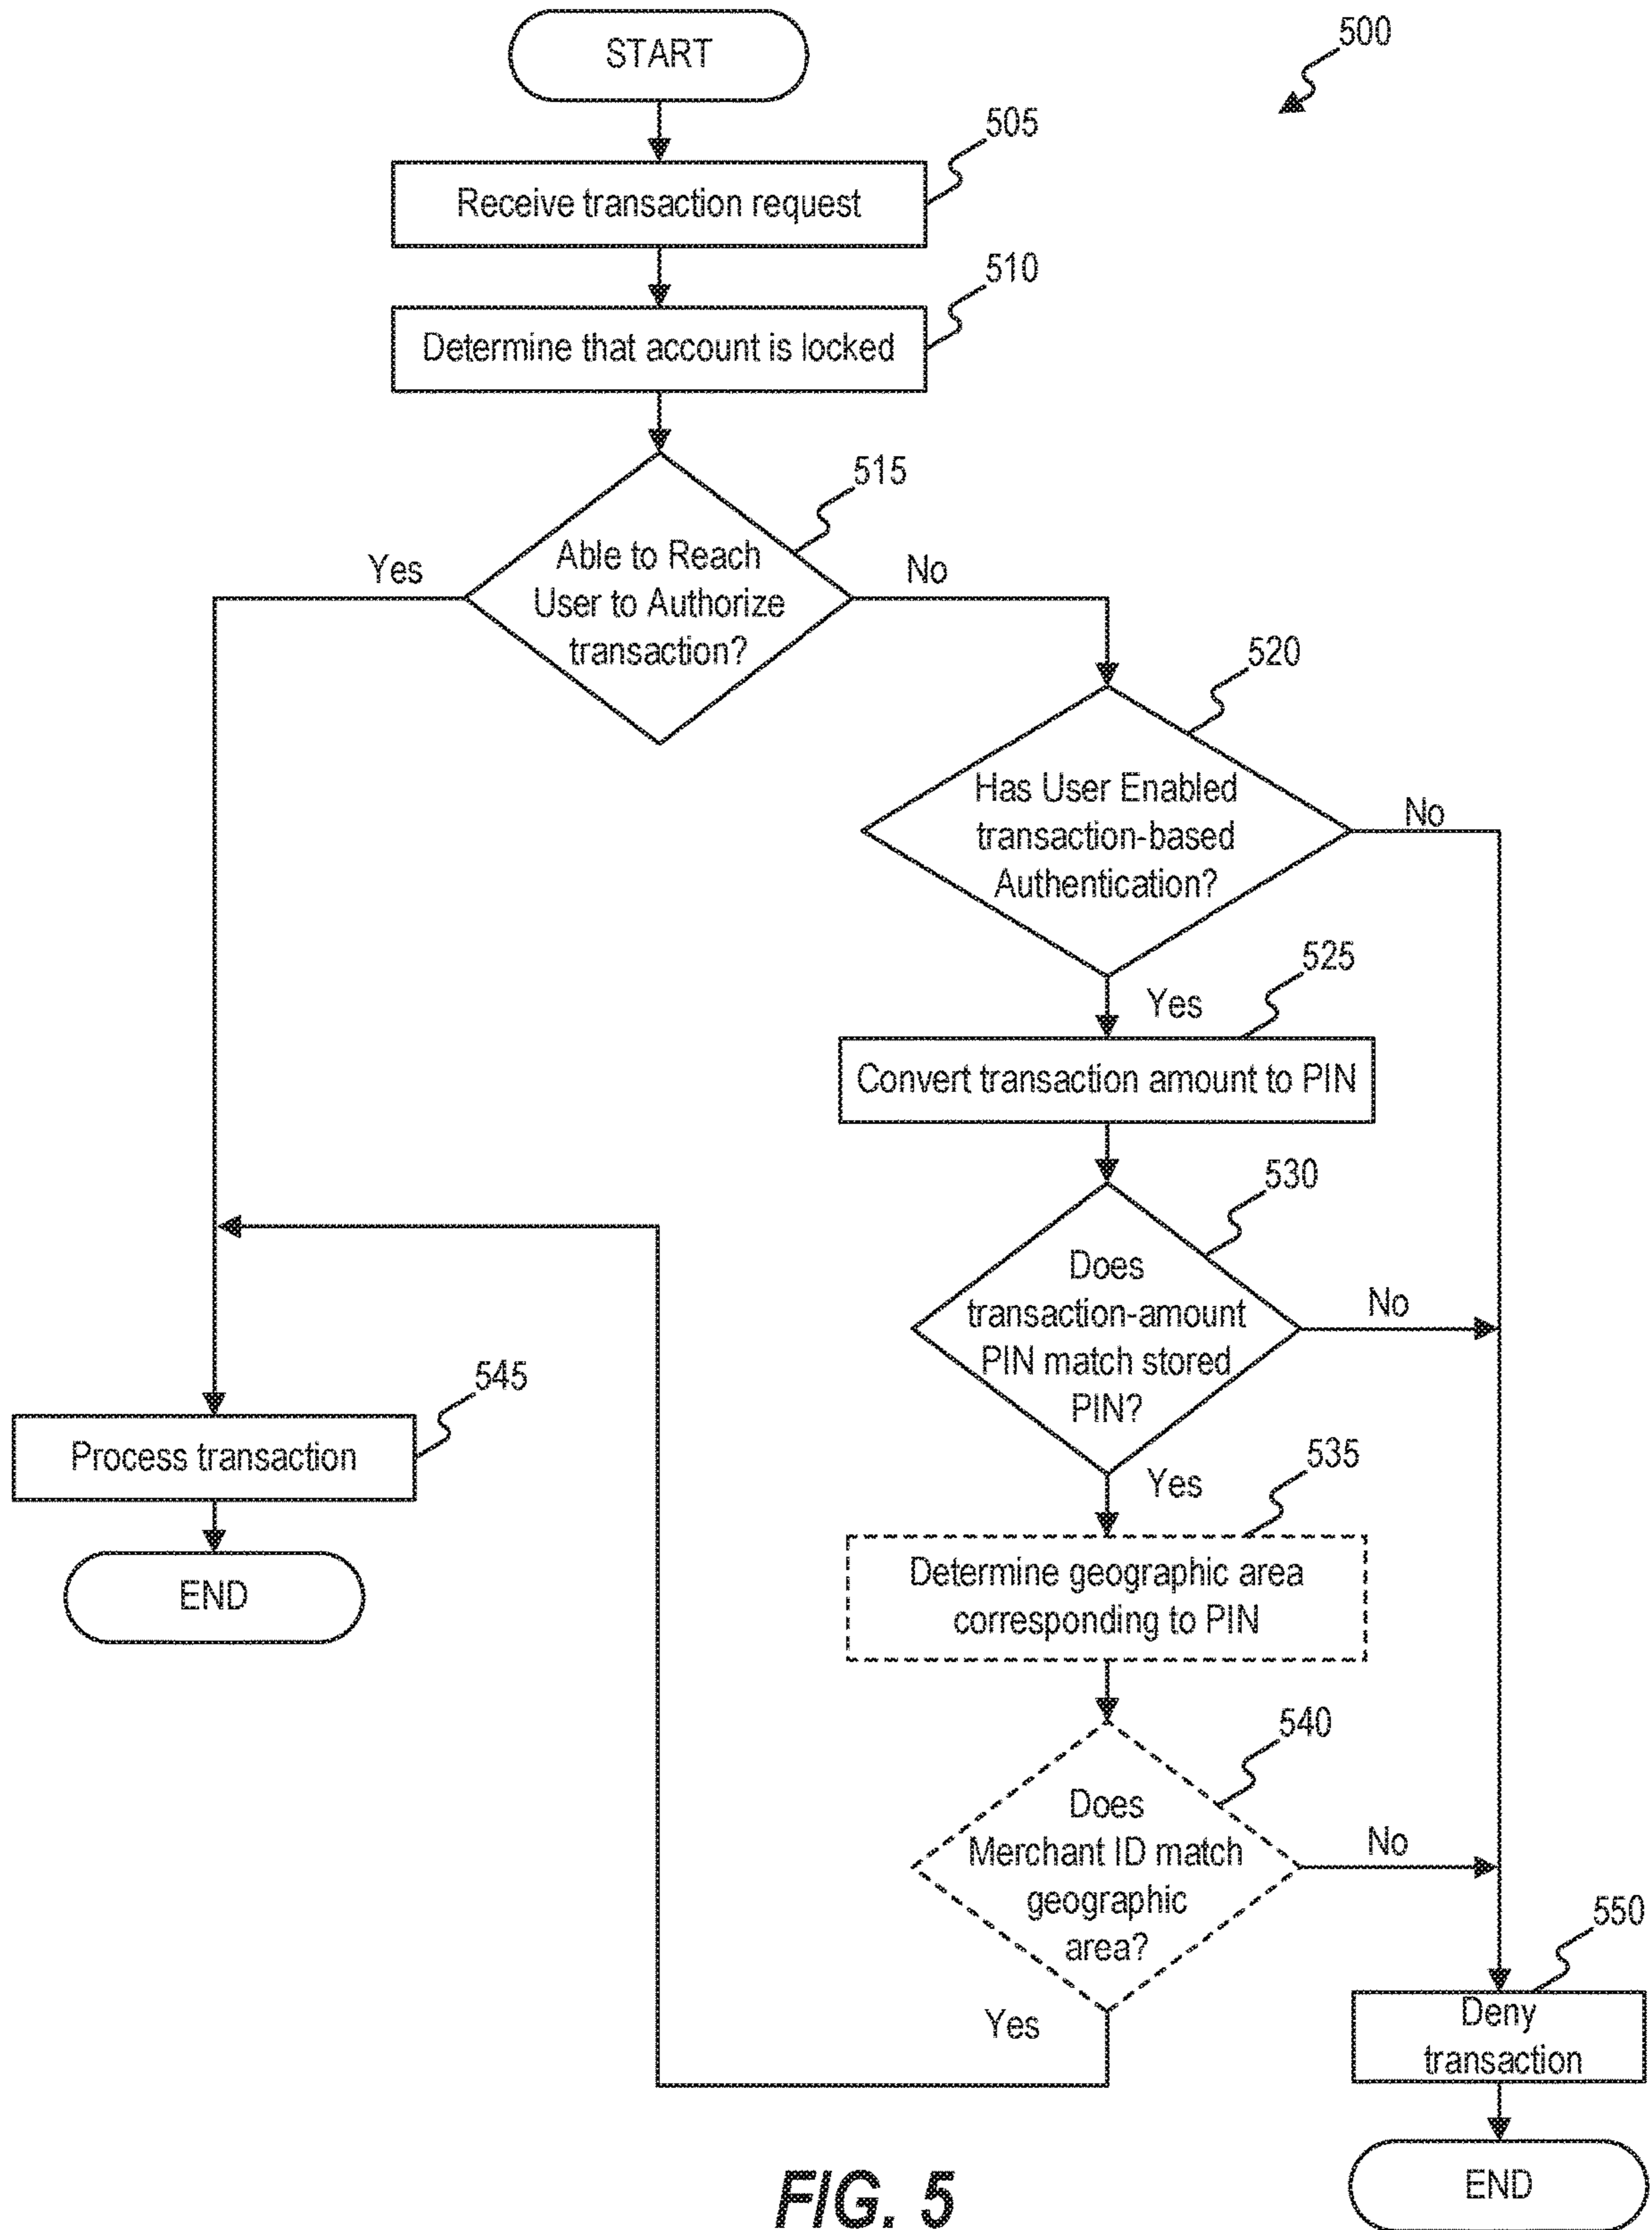 START
500
505
Receive transaction request
510
Determine that account is locked
515
Able to Reach
User to Authorize
transaction?
Yes
No
520
Has User Enabled
transaction-based
Authentication?
No
Yes
525
Convert transaction amount to PIN
530
Does
transaction-amount
PIN match stored
PIN?
No
Yes
545
Process transaction
END
535
Determine geographic area
corresponding to PIN
540
Does
Merchant ID match
geographic
area?
No
Yes
550
Deny
transaction
END
FIG. 5